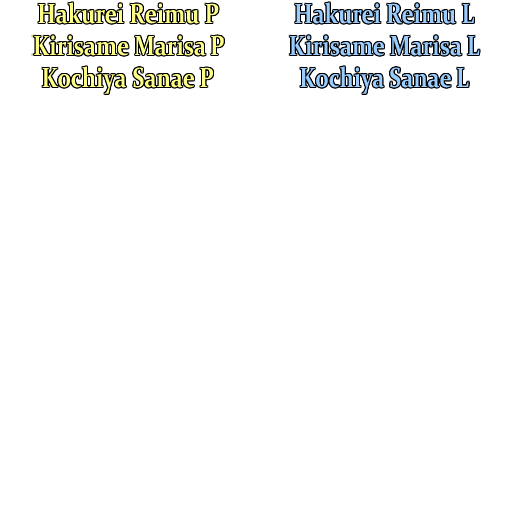 Hakurei Reimu P
Kirisame Marisa P
Kochiya Sanae P
Hakurei Reimu L
Kirisame Marisa L
Kochiya Sanae L